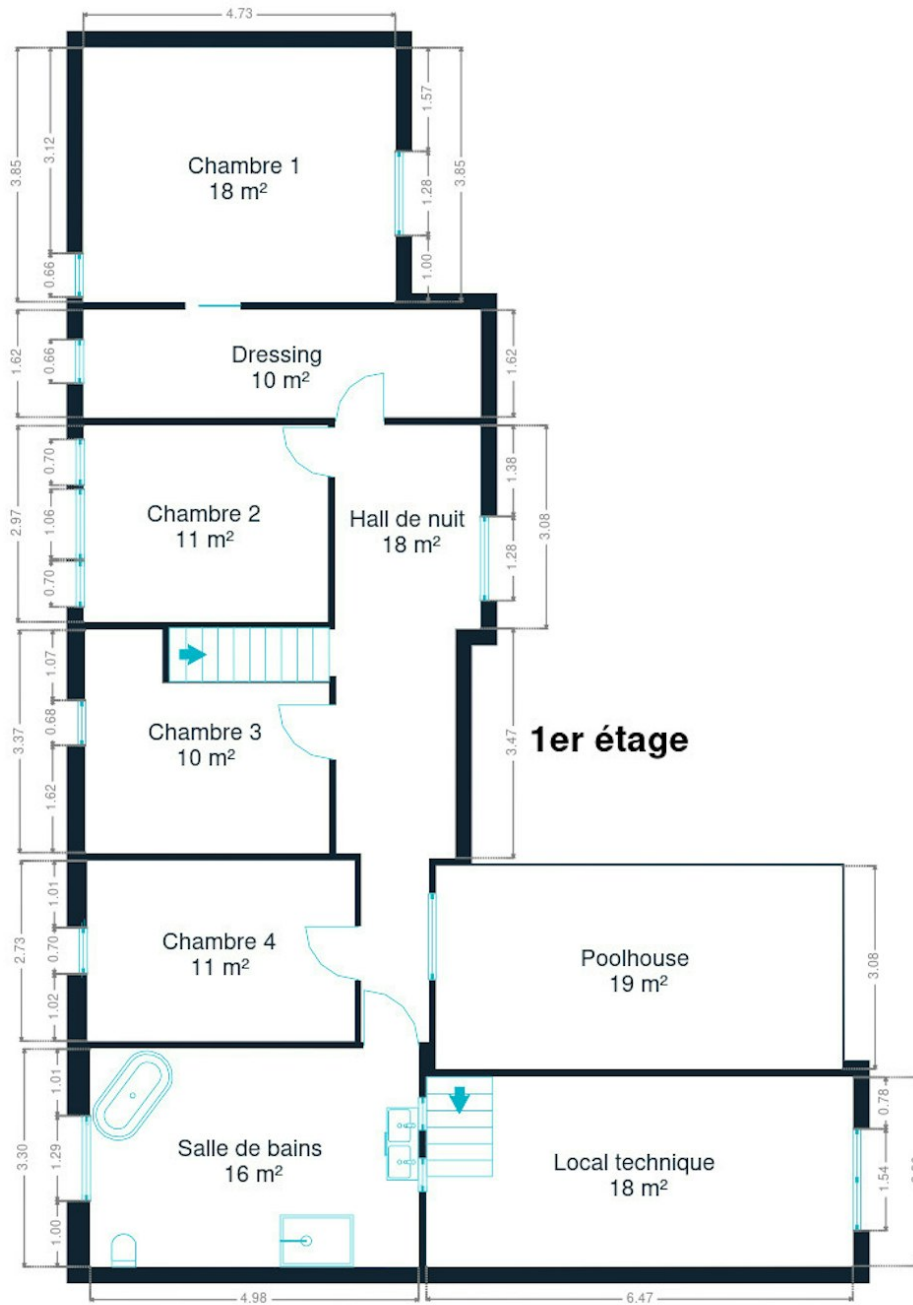 4.73
Chambre 1
18 m²
3.85
3.12
0.66
1.57
1.28
1.00
3.85
Dressing
10 m²
1.62
0.66
1.62
Chambre 2
11 m²
Hall de nuit
18 m²
2.97
0.70
1.06
0.70
1.38
1.28
3.08
Chambre 3
10 m²
3.37
1.07
0.68
1.62
3.47
1er étage
Chambre 4
11 m²
2.73
1.01
0.70
1.02
Poolhouse
19 m²
3.08
Salle de bains
16 m²
3.30
1.01
1.29
1.00
Local technique
18 m²
0.78
1.54
4.98
6.47